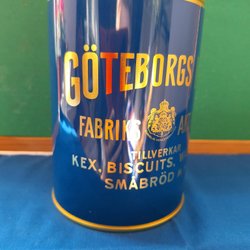 GÖTEBORGS
FABRIKS
TILLVERKAR
KEX, BISCUITS,
SMÅBRÖD